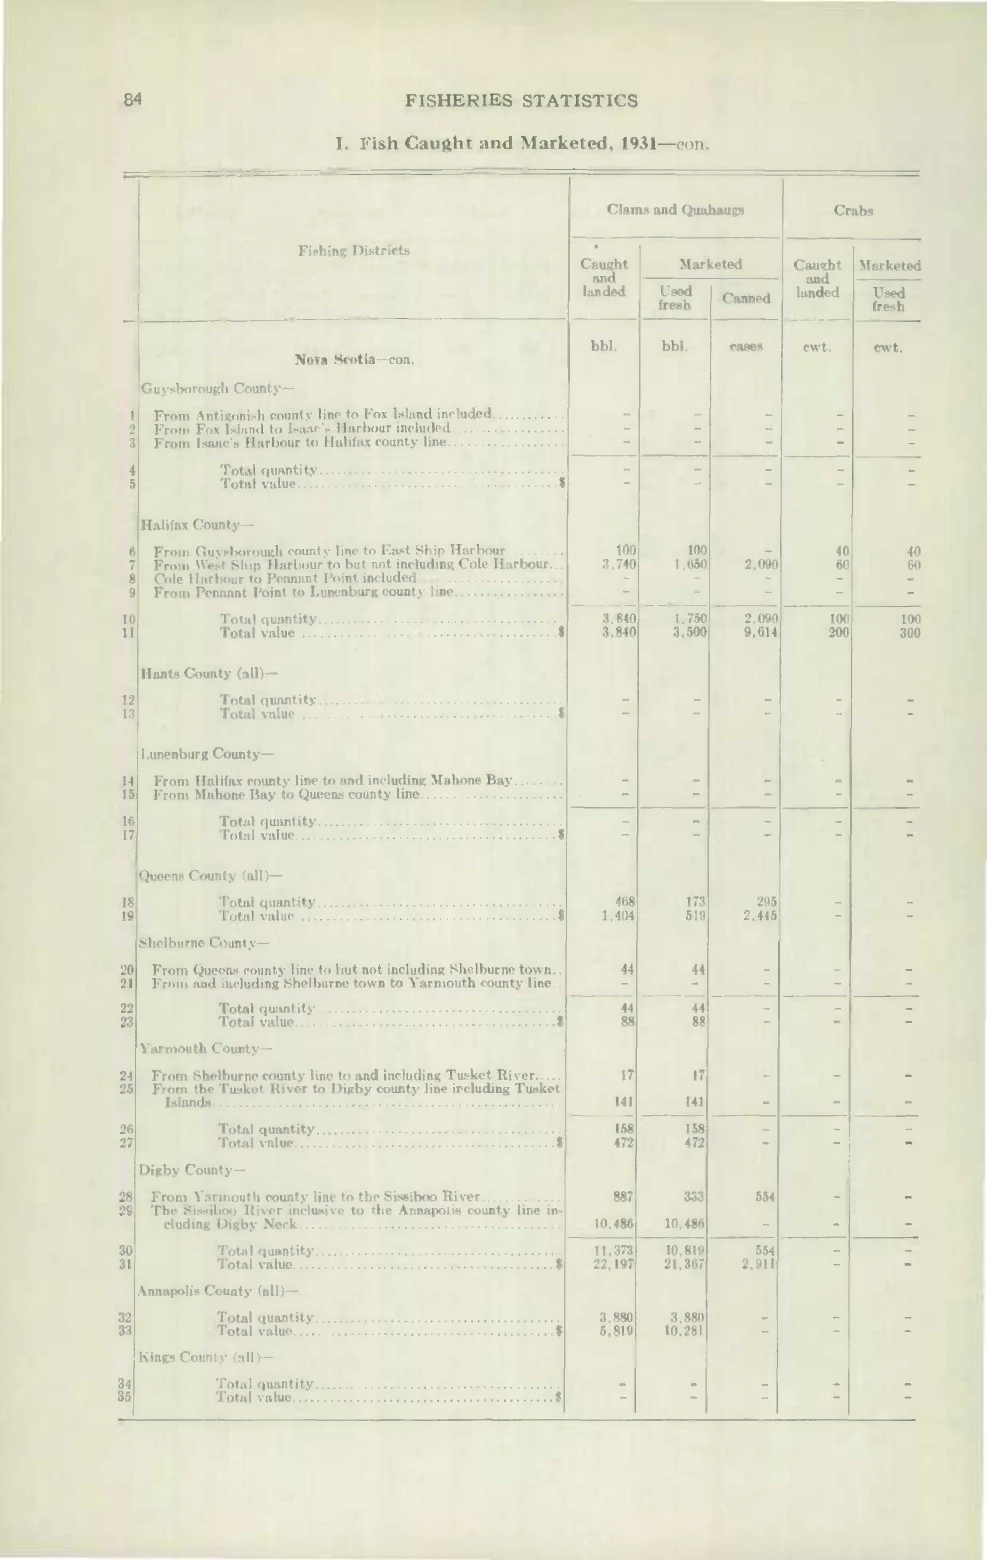 84 FISHERIES STATISTICS
I. Fish Caught and Marketed, 1931—con.
Fishing Districts
Clams and Quahaugs
Crabs
Caught and landed
Marketed
Used fresh
Canned
Caught and landed
Marketed
Used fresh
Nova Scotia—con.
bbl. bbl. cases cwt. cwt.
Guysborough County—
1 From Antigonish county line to Fox Island included - - - - -
2 From Fox Island to Isaac's Harbour included - - - - -
3 From Isaac's Harbour to Halifax county line - - - - -
4 Total quantity - - - - -
5 Total value $ - - - - -
Halifax County—
6 From Guysborough county line to East Ship Harbour 100 100 - 40 40
7 From West Ship Harbour to but not including Cole Harbour 3,740 1,650 2,090 60 60
8 Cole Harbour to Pennant Point included - - - - -
9 From Pennant Point to Lunenburg county line - - - - -
10 Total quantity 3,840 1,750 2,090 100 100
11 Total value $ 3,840 3,500 9,614 200 300
Hants County (all)—
12 Total quantity - - - - -
13 Total value $ - - - - -
Lunenburg County—
14 From Halifax county line to and including Mahone Bay - - - - -
15 From Mahone Bay to Queens county line - - - - -
16 Total quantity - - - - -
17 Total value $ - - - - -
Queens County (all)—
18 Total quantity 468 173 295 - -
19 Total value $ 1,404 519 2,445 - -
Shelburne County—
20 From Queens county line to but not including Shelburne town 44 44 - - -
21 From and including Shelburne town to Yarmouth county line - - - - -
22 Total quantity 44 44 - - -
23 Total value $ 88 88 - - -
Yarmouth County—
24 From Shelburne county line to and including Tusket River 17 17 - - -
25 From the Tusket River to Digby county line including Tusket
Islands 141 141 - - -
26 Total quantity 158 158 - - -
27 Total value $ 472 472 - - -
Digby County—
28 From Yarmouth county line to the Sissiboo River 887 333 554 - -
29 The Sissiboo River inclusive to the Annapolis county line in-
cluding Digby Neck 10,486 10,486 - - -
30 Total quantity 11,373 10,819 554 - -
31 Total value $ 22,197 21,367 2,911 - -
Annapolis County (all)—
32 Total quantity 3,880 3,880 - - -
33 Total value $ 5,819 10,281 - - -
Kings County (all)—
34 Total quantity - - - - -
35 Total value $ - - - - -